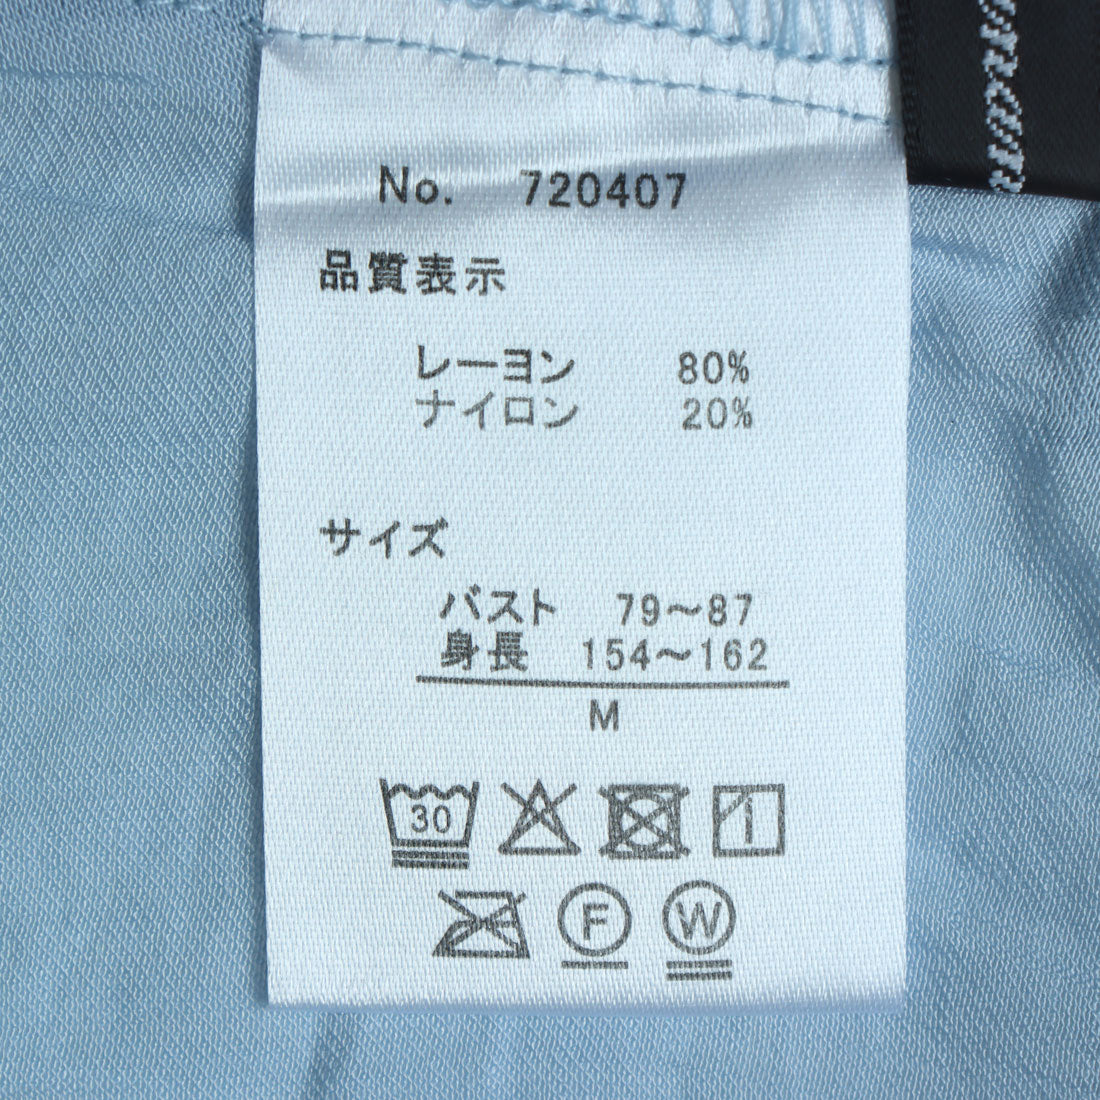 No. 720407
品質表示
レーヨン 80%
ナイロン 20%
サイズ
バスト 79～87
身長 154～162
M
30
F W